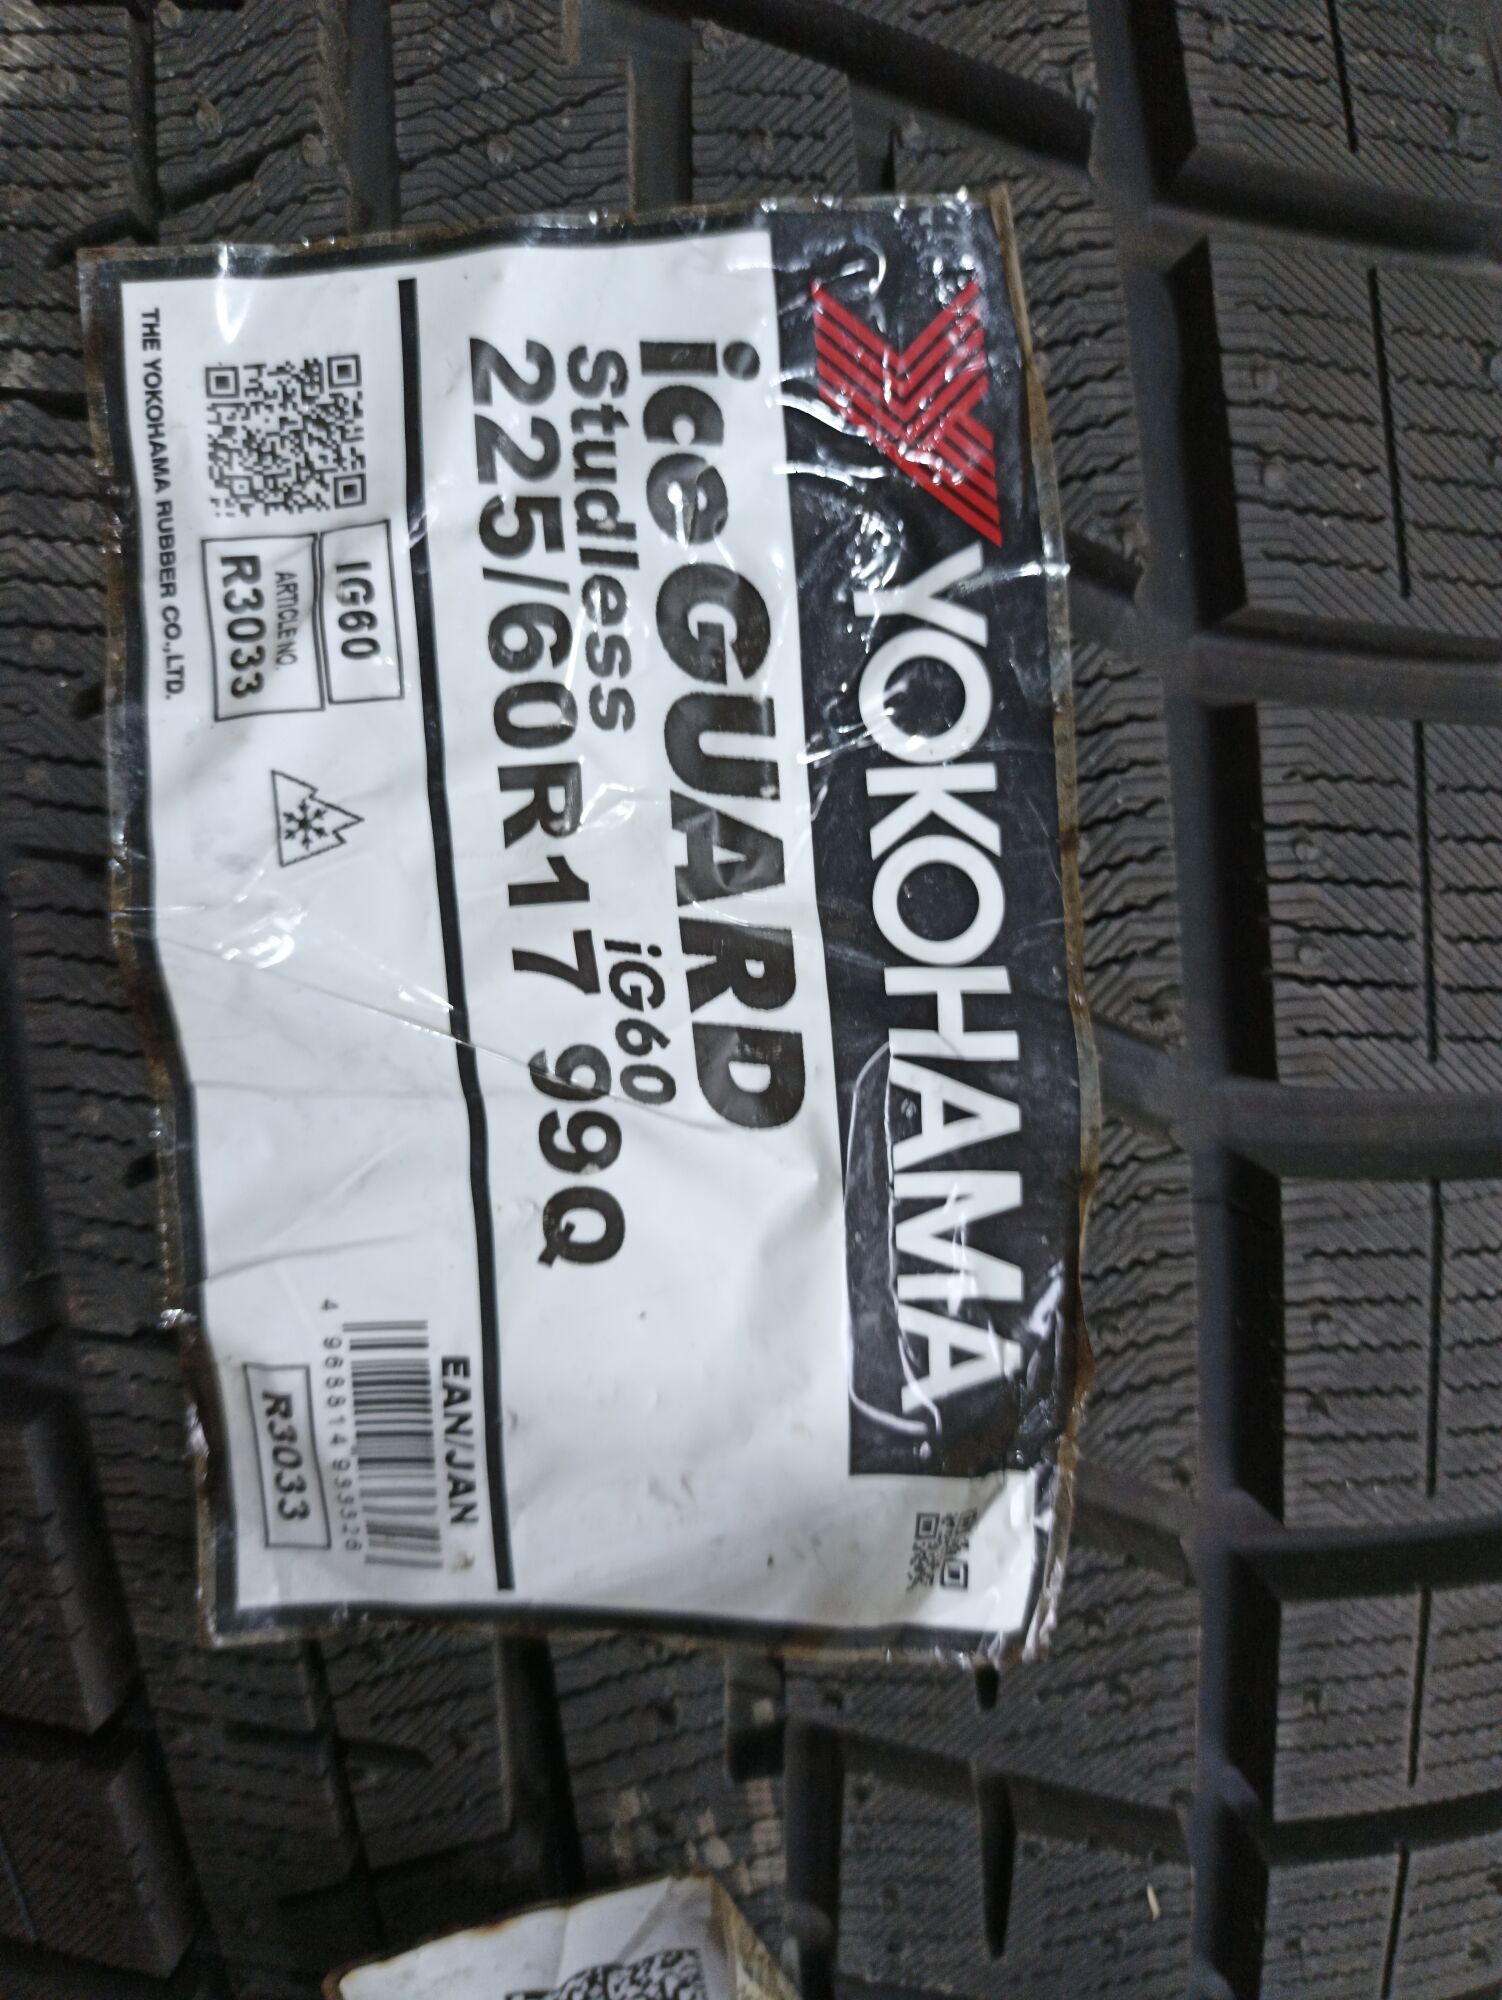 YOKOHAMA
iceGUARD
Studless iG60
225/60R17 99Q
EAN/JAN
IG60
ARTICLE NO.
R3033
R3033
THE YOKOHAMA RUBBER CO.,LTD.